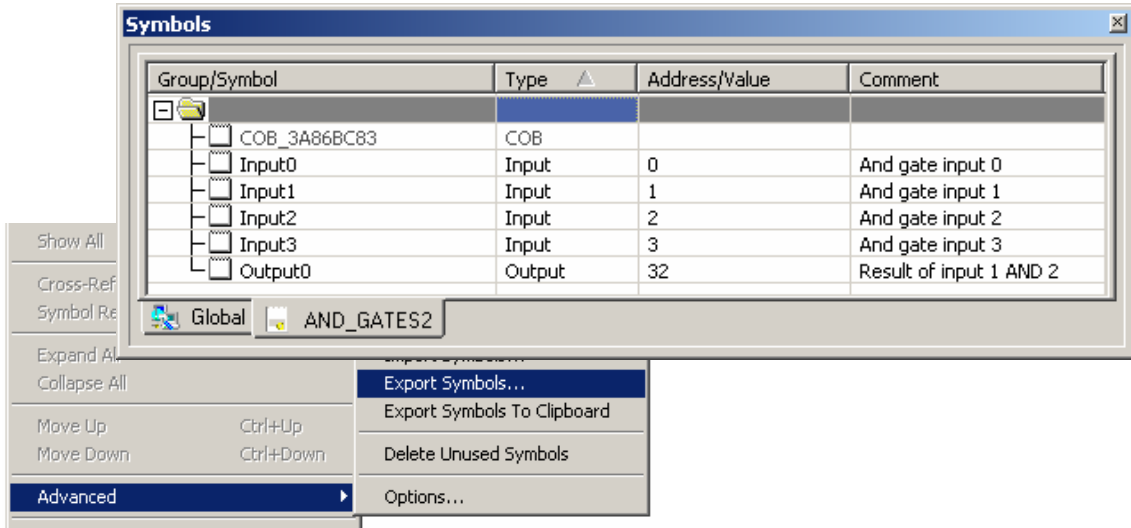 Symbols
Group/Symbol Type Address/Value Comment
COB_3A86BC83 COB
Input0 Input 0 And gate input 0
Input1 Input 1 And gate input 1
Input2 Input 2 And gate input 2
Input3 Input 3 And gate input 3
Output0 Output 32 Result of input 1 AND 2
Global AND_GATES2
Show All
Cross-Ref
Symbol Re
Expand Al
Collapse All
Move Up Ctrl+Up
Move Down Ctrl+Down
Advanced
Export Symbols...
Export Symbols To Clipboard
Delete Unused Symbols
Options...